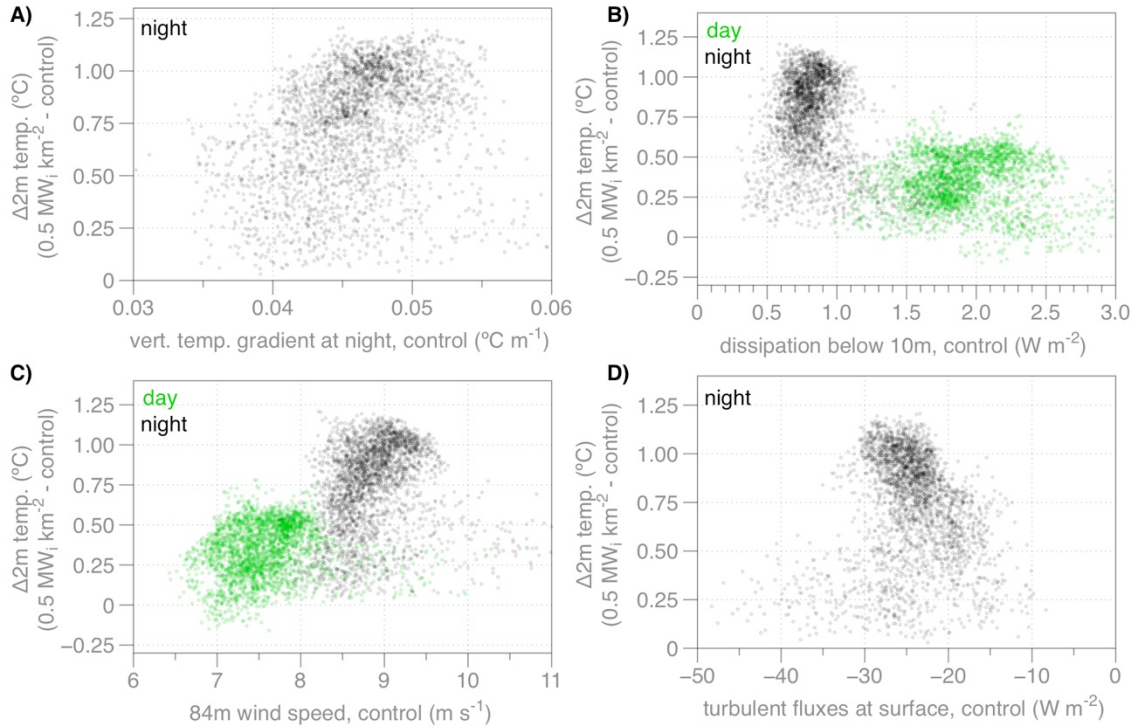 A)
night
1.25
1.00
0.75
0.50
0.25
0
Δ2m temp. (ºC)
(0.5 MWi km-2 - control)
0.03 0.04 0.05 0.06
vert. temp. gradient at night, control (ºC m-1)
B)
day
night
1.25
1.00
0.75
0.50
0.25
0
−0.25
Δ2m temp. (ºC)
(0.5 MWi km-2 - control)
0 0.5 1.0 1.5 2.0 2.5 3.0
dissipation below 10m, control (W m-2)
C)
day
night
1.25
1.00
0.75
0.50
0.25
0
−0.25
Δ2m temp. (ºC)
(0.5 MWi km-2 - control)
6 7 8 9 10 11
84m wind speed, control (m s-1)
D)
night
1.25
1.00
0.75
0.50
0.25
0
Δ2m temp. (ºC)
(0.5 MWi km-2 - control)
−50 −40 −30 −20 −10 0
turbulent fluxes at surface, control (W m-2)